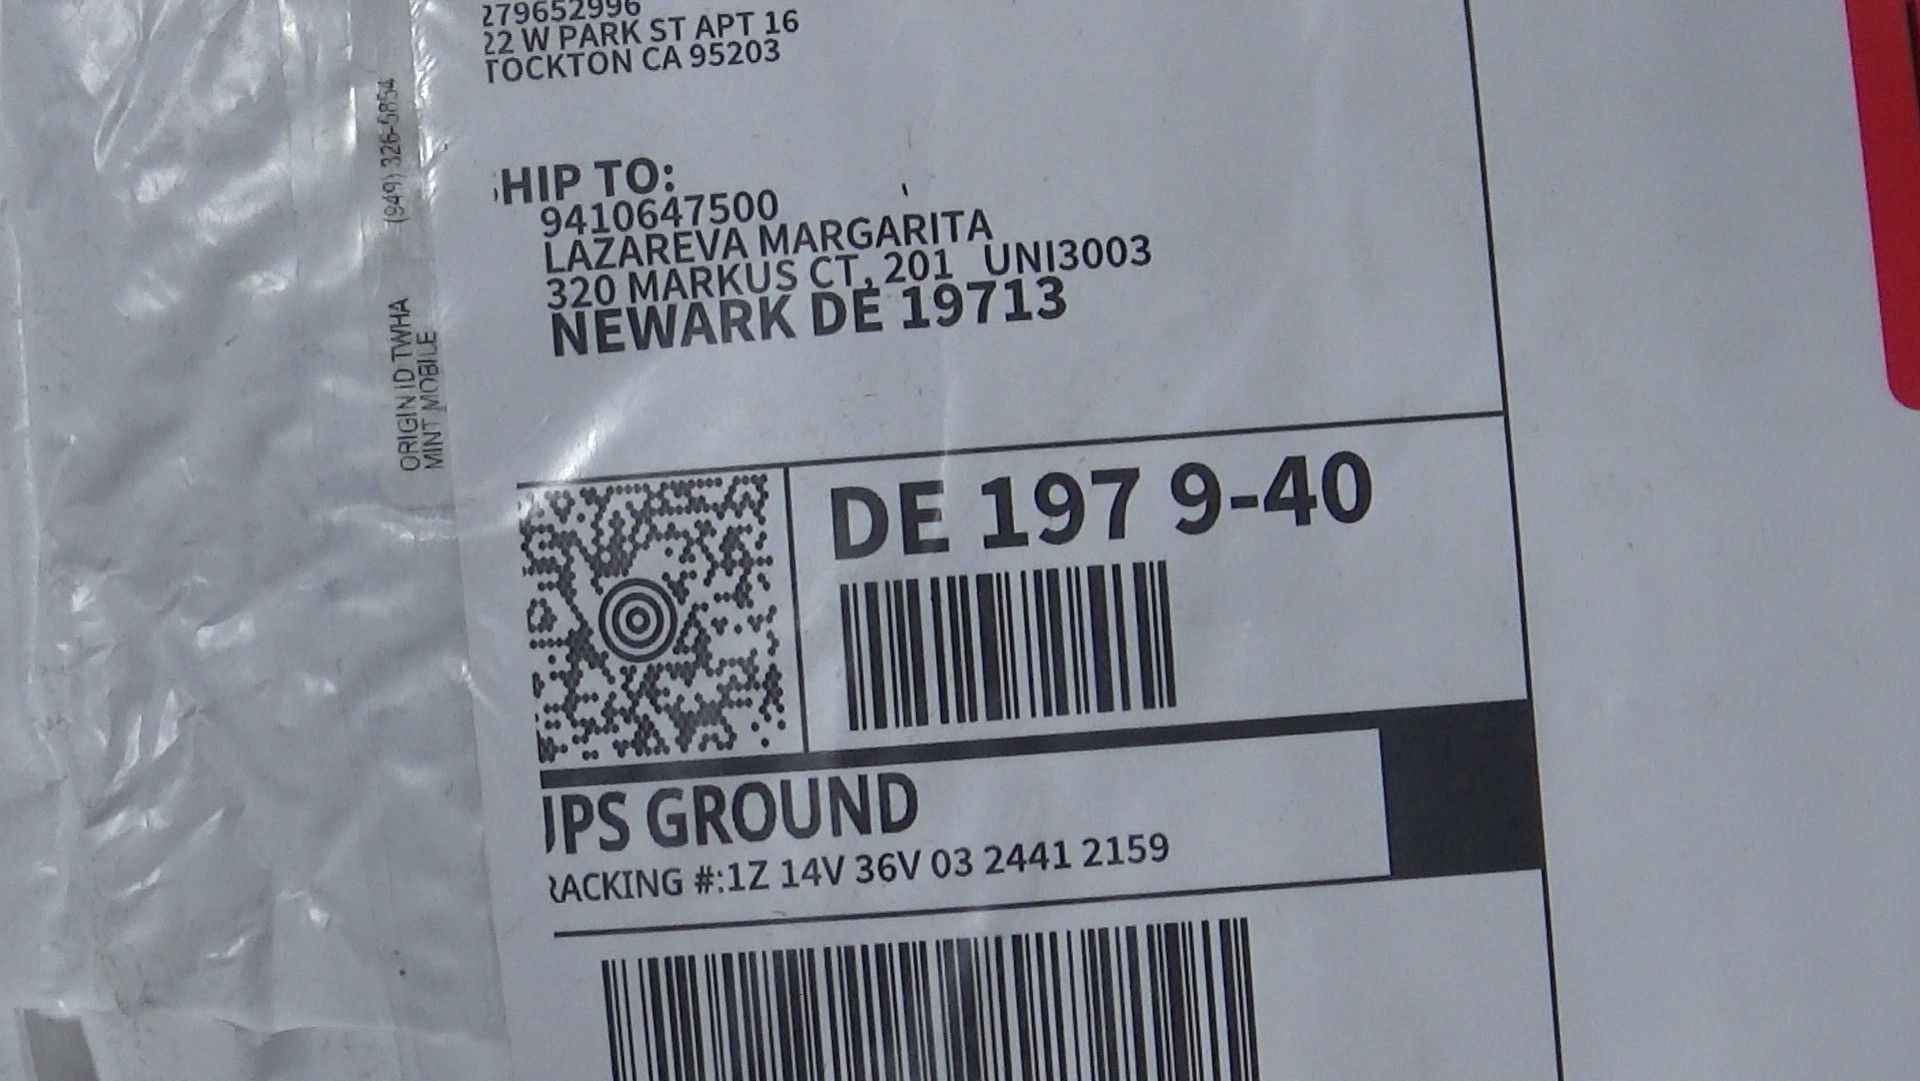 279652996
22 W PARK ST APT 16
TOCKTON CA 95203
(949) 326-5854
ORIGIN ID TWHA
MINT MOBILE
HIP TO:
9410647500
LAZAREVA MARGARITA
320 MARKUS CT, 201 UNI3003
NEWARK DE 19713
DE 197 9-40
UPS GROUND
RACKING #:1Z 14V 36V 03 2441 2159